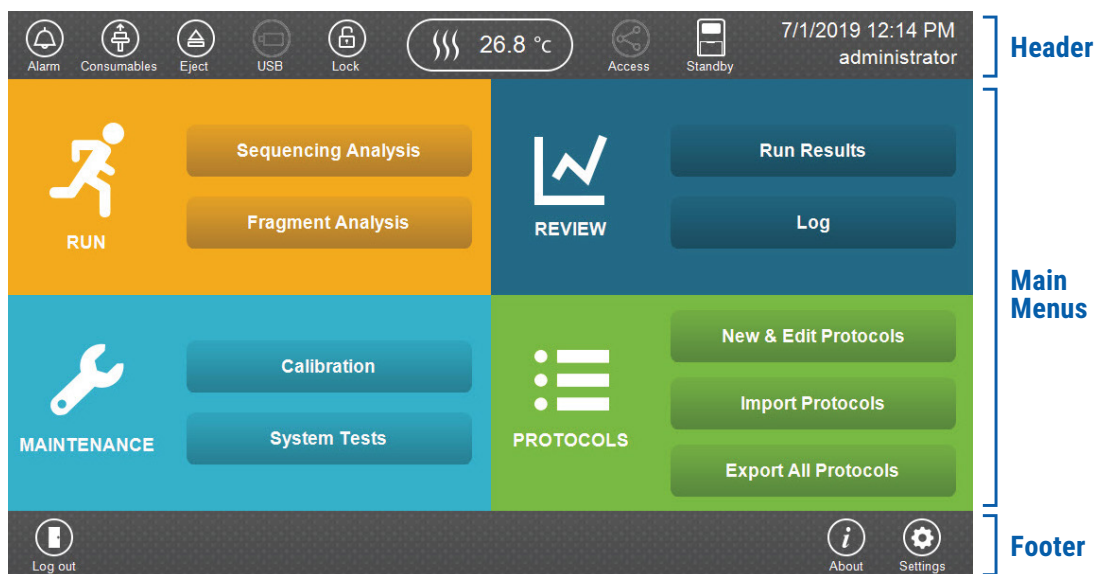 7/1/2019 12:14 PM
26.8 °c
administrator
Alarm Consumables Eject USB Lock Access Standby
Header
Sequencing Analysis
Fragment Analysis
RUN
Run Results
Log
REVIEW
Main
Menus
Calibration
System Tests
MAINTENANCE
New & Edit Protocols
Import Protocols
Export All Protocols
PROTOCOLS
Log out
About
Settings
Footer